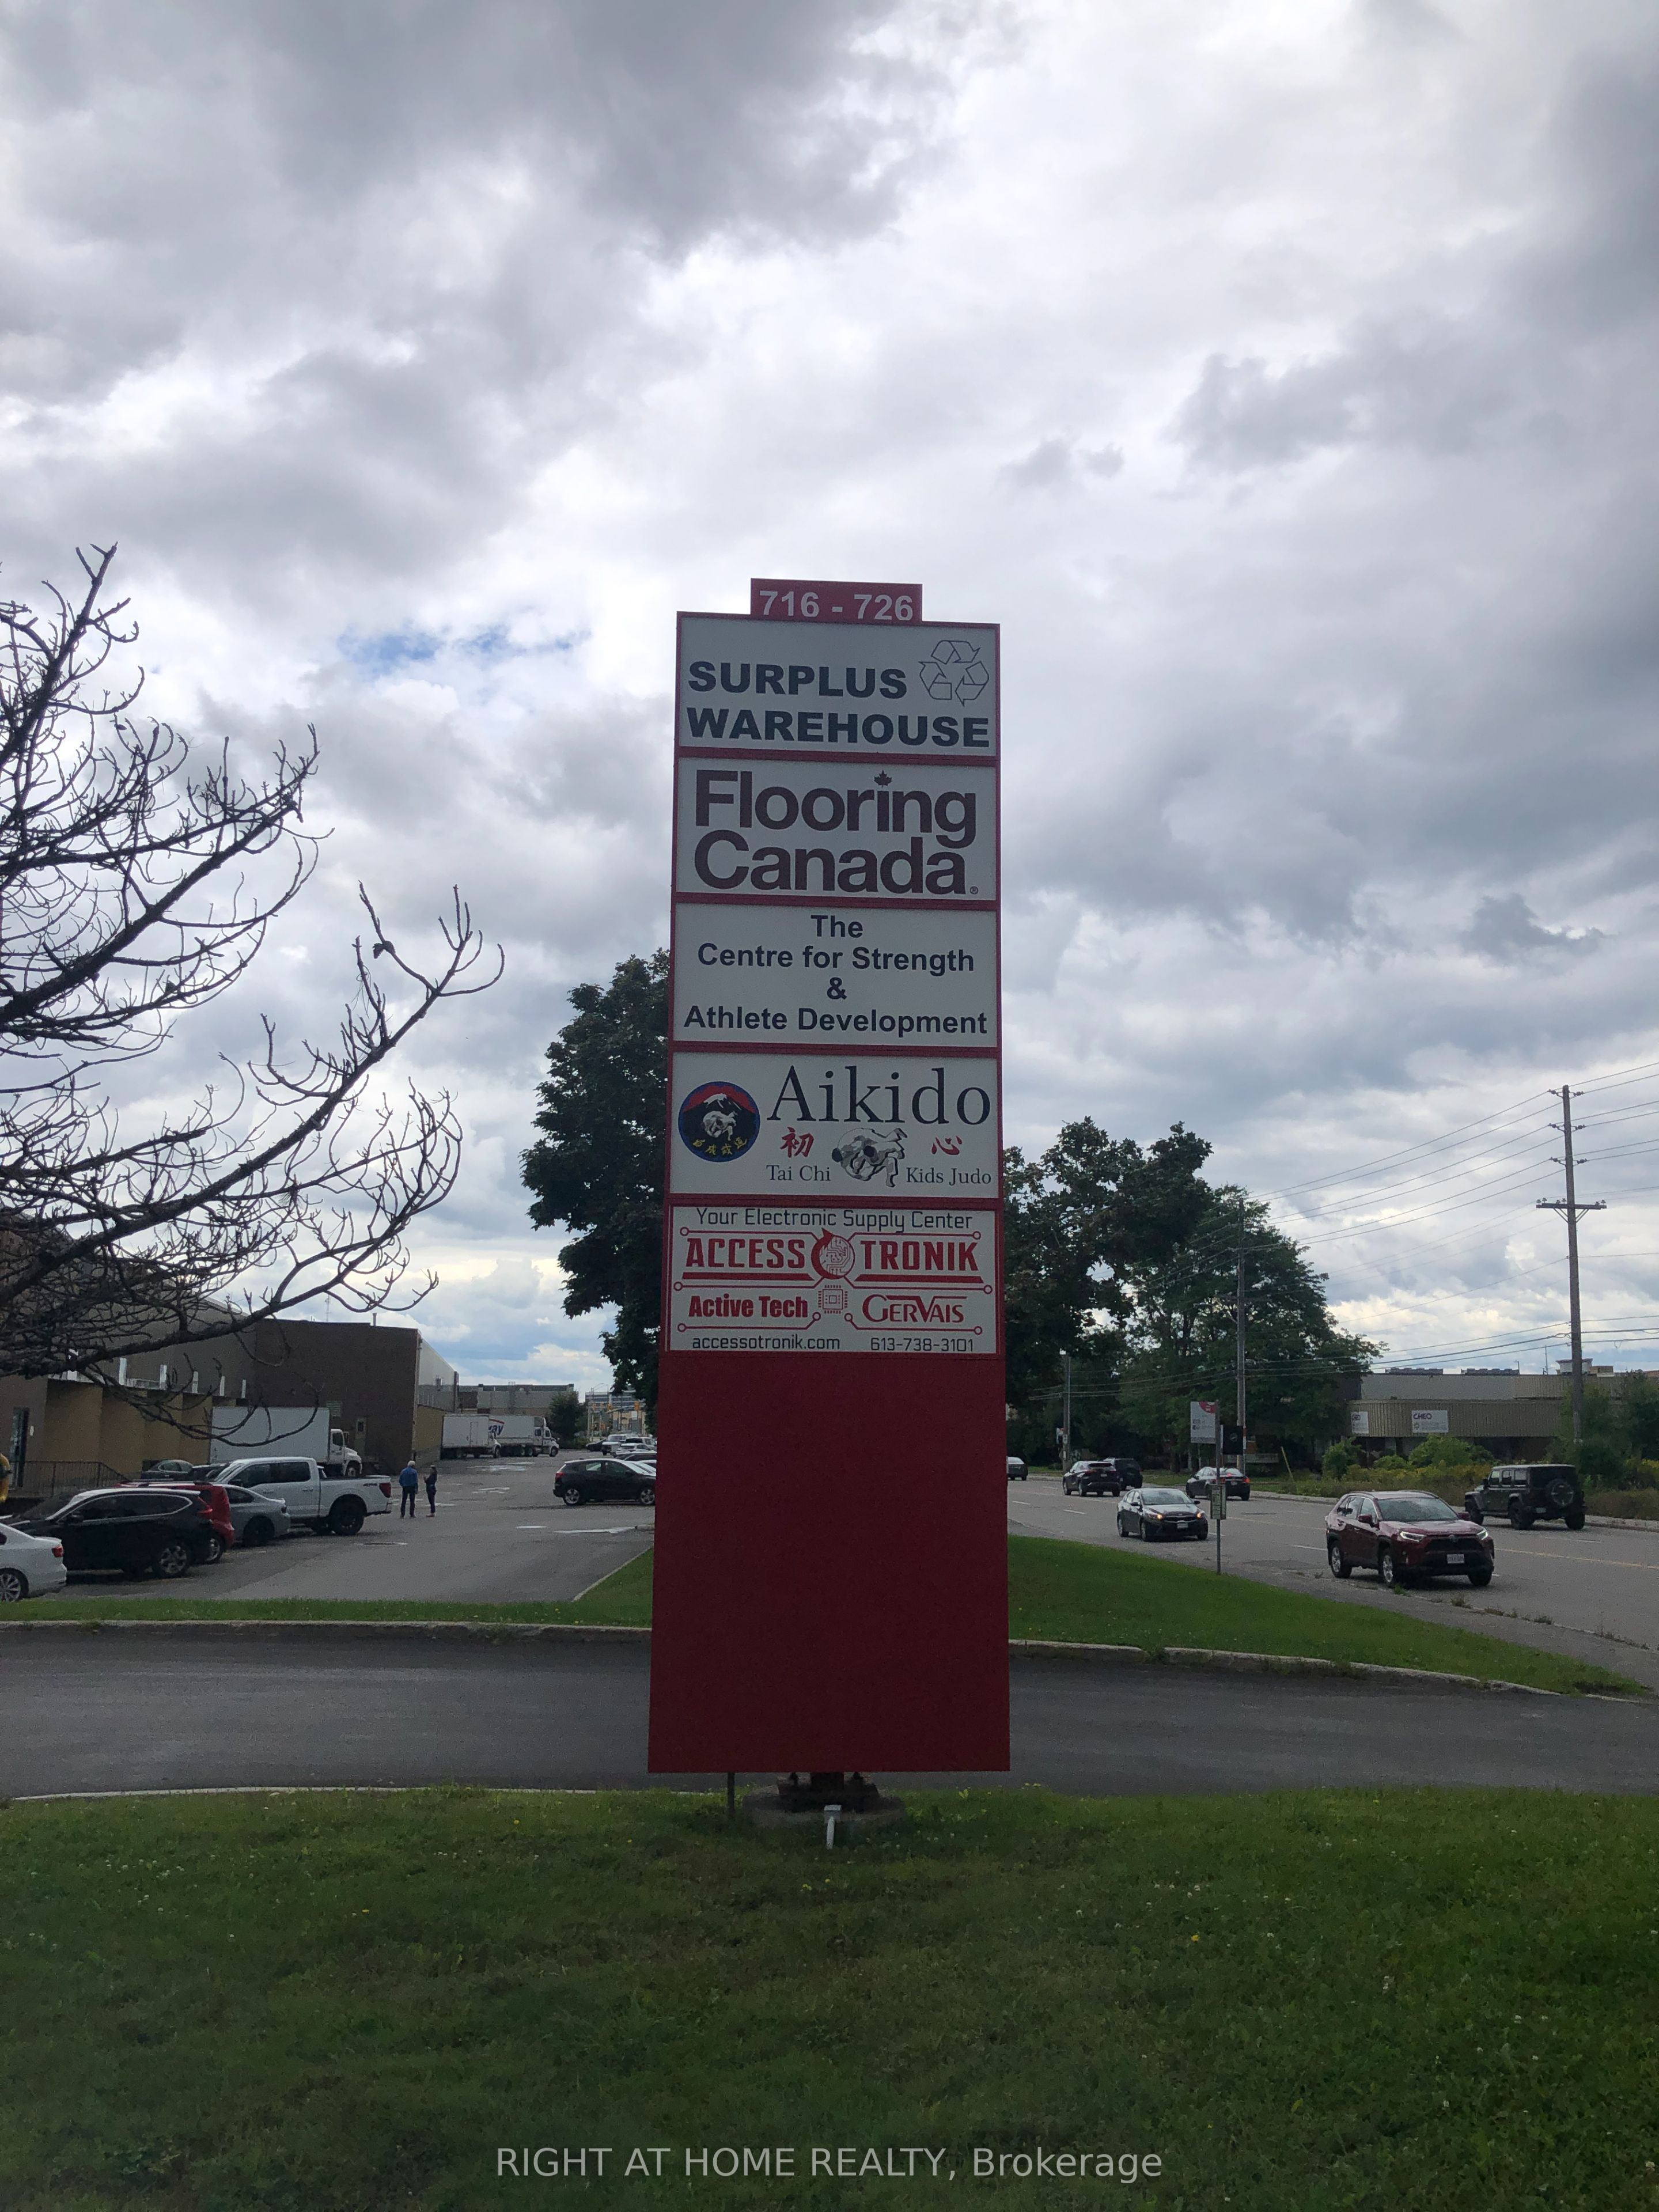 716 - 726
SURPLUS
WAREHOUSE
Flooring
Canada®
The
Centre for Strength
&
Athlete Development
Aikido
初 心
Tai Chi Kids Judo
Your Electronic Supply Center
ACCESS TRONIK
Active Tech GERVAIS
accessotronik.com 613-738-3101
CHEO
RIGHT AT HOME REALTY, Brokerage